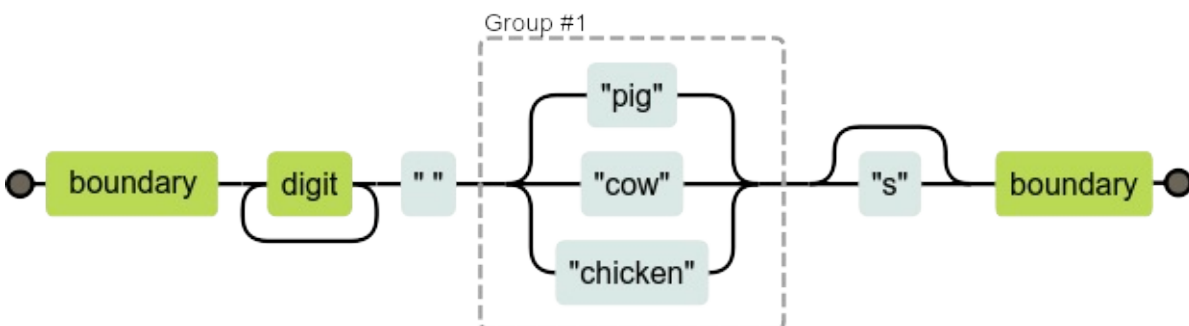 Group #1
"pig"
boundary digit " " "cow" "s" boundary
"chicken"